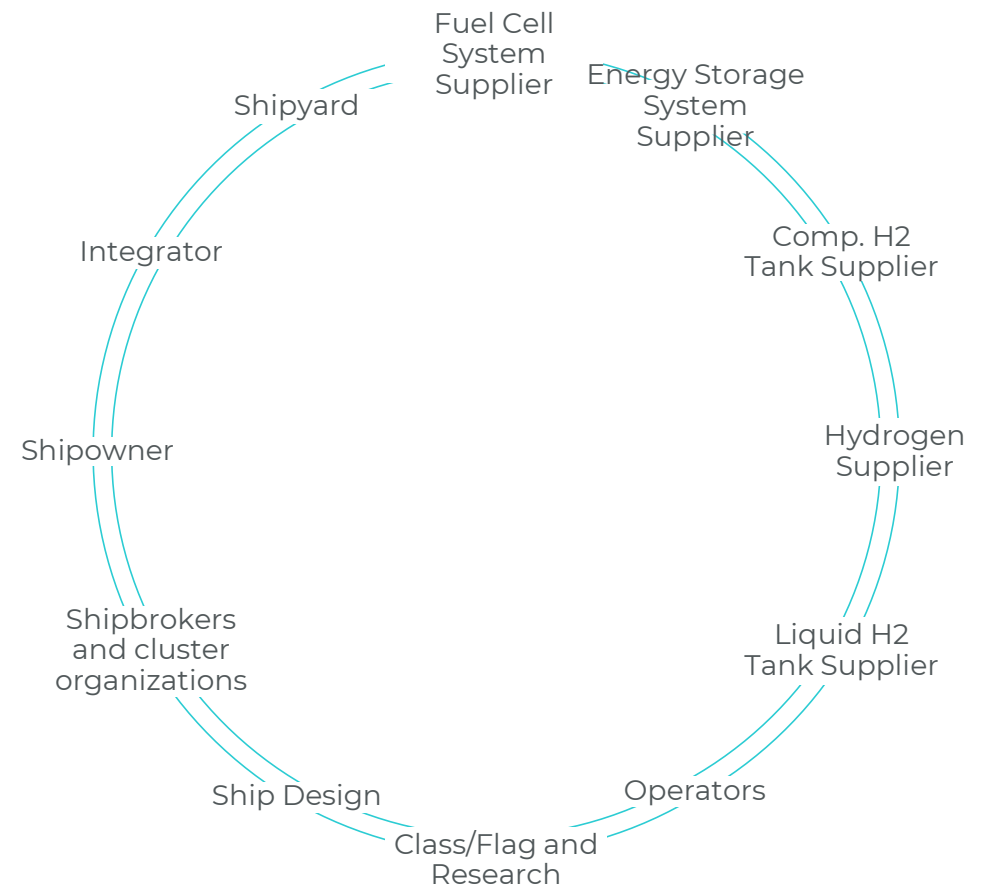 Fuel Cell
System
Supplier
Energy Storage
System
Supplier
Comp. H2
Tank Supplier
Hydrogen
Supplier
Liquid H2
Tank Supplier
Operators
Class/Flag and
Research
Ship Design
Shipbrokers
and cluster
organizations
Shipowner
Integrator
Shipyard